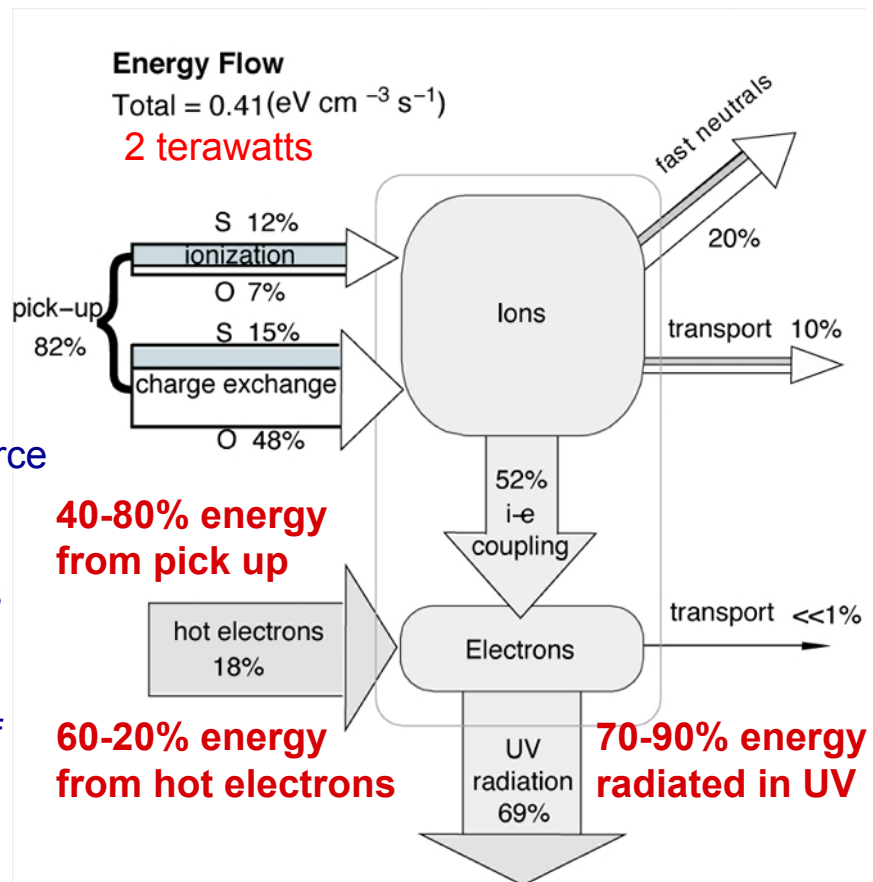 Energy Flow
Total = 0.41(eV cm ⁻³ s⁻¹)
2 terawatts
fast neutrals
20%
S 12%
ionization
O 7%
pick-up
82%
S 15%
charge exchange
O 48%
Ions
transport 10%
52%
i-e
coupling
40-80% energy
from pick up
hot electrons
18%
Electrons
transport <<1%
60-20% energy
from hot electrons
UV
radiation
69%
70-90% energy
radiated in UV